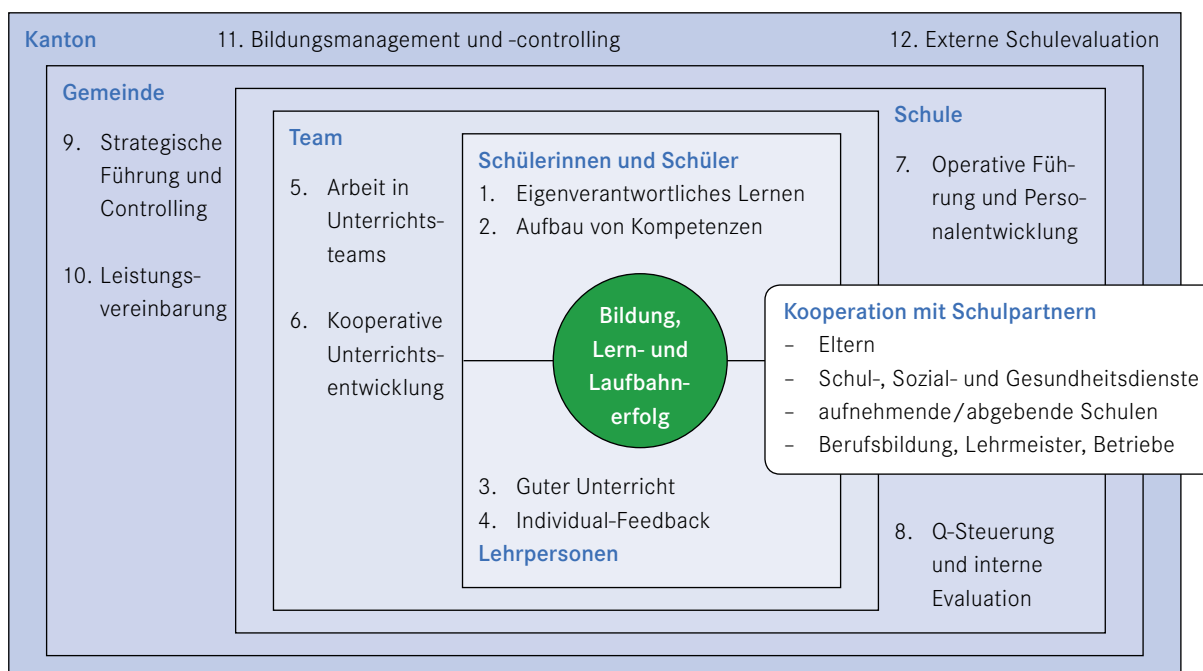 Kanton
11. Bildungsmanagement und -controlling
12. Externe Schulevaluation
Gemeinde
9. Strategische
Führung und
Controlling
10. Leistungs-
vereinbarung
Team
5. Arbeit in
Unterrichts-
teams
6. Kooperative
Unterrichts-
entwicklung
Schülerinnen und Schüler
1. Eigenverantwortliches Lernen
2. Aufbau von Kompetenzen
Bildung,
Lern- und
Laufbahn-
erfolg
3. Guter Unterricht
4. Individual-Feedback
Lehrpersonen
Schule
7. Operative Füh-
rung und Perso-
nalentwicklung
Kooperation mit Schulpartnern
– Eltern
– Schul-, Sozial- und Gesundheitsdienste
– aufnehmende/abgebende Schulen
– Berufsbildung, Lehrmeister, Betriebe
8. Q-Steuerung
und interne
Evaluation